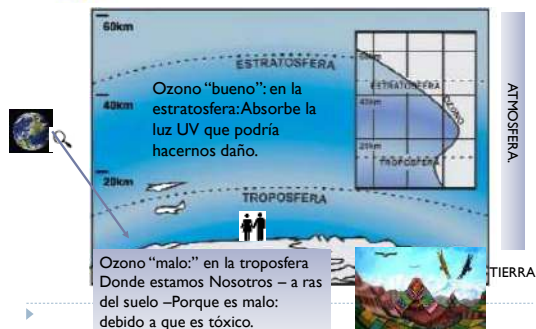 60km
ESTRATOSFERA
Ozono “bueno”: en la
estratosfera: Absorbe la
luz UV que podría
hacernos daño.
40km
20km
TROPOSFERA
ESTRATOSFERA
40km
OZONO
20km
TROPOSFERA
ATMOSFERA.
Ozono “malo:” en la troposfera
Donde estamos Nosotros – a ras
del suelo –Porque es malo:
debido a que es tóxico.
TIERRA